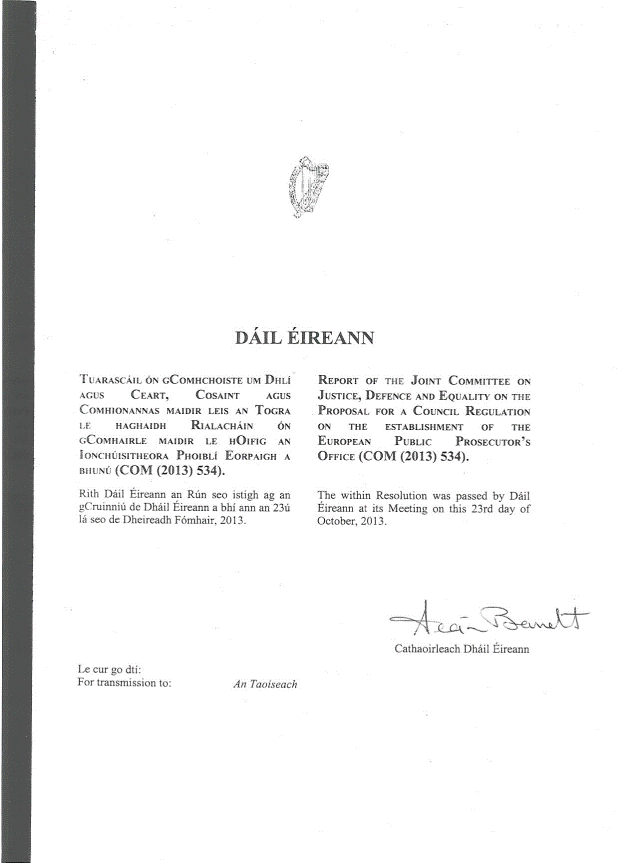 DÁIL ÉIREANN
TUARASCÁIL ÓN GCOMHCHOISTE UM DHLÍ
AGUS CEART, COSAINT AGUS
COMHIONANNAS MAIDIR LEIS AN TOGRA
LE HAGHAIDH RIALACHÁIN ÓN
GCOMHAIRLE MAIDIR LE HOIFIG AN
IONCHÚISITHEORA PHOIBLÍ EORPAIGH A
BHUNÚ (COM (2013) 534).
Rith Dáil Éireann an Rún seo istigh ag an
gCruinniú de Dháil Éireann a bhí ann an 23ú
lá seo de Dheireadh Fómhair, 2013.
REPORT OF THE JOINT COMMITTEE ON
JUSTICE, DEFENCE AND EQUALITY ON THE
PROPOSAL FOR A COUNCIL REGULATION
ON THE ESTABLISHMENT OF THE
EUROPEAN PUBLIC PROSECUTOR'S
OFFICE (COM (2013) 534).
The within Resolution was passed by Dáil
Éireann at its Meeting on this 23rd day of
October, 2013.
Cathaoirleach Dháil Éireann
Le cur go dtí:
For transmission to: An Taoiseach